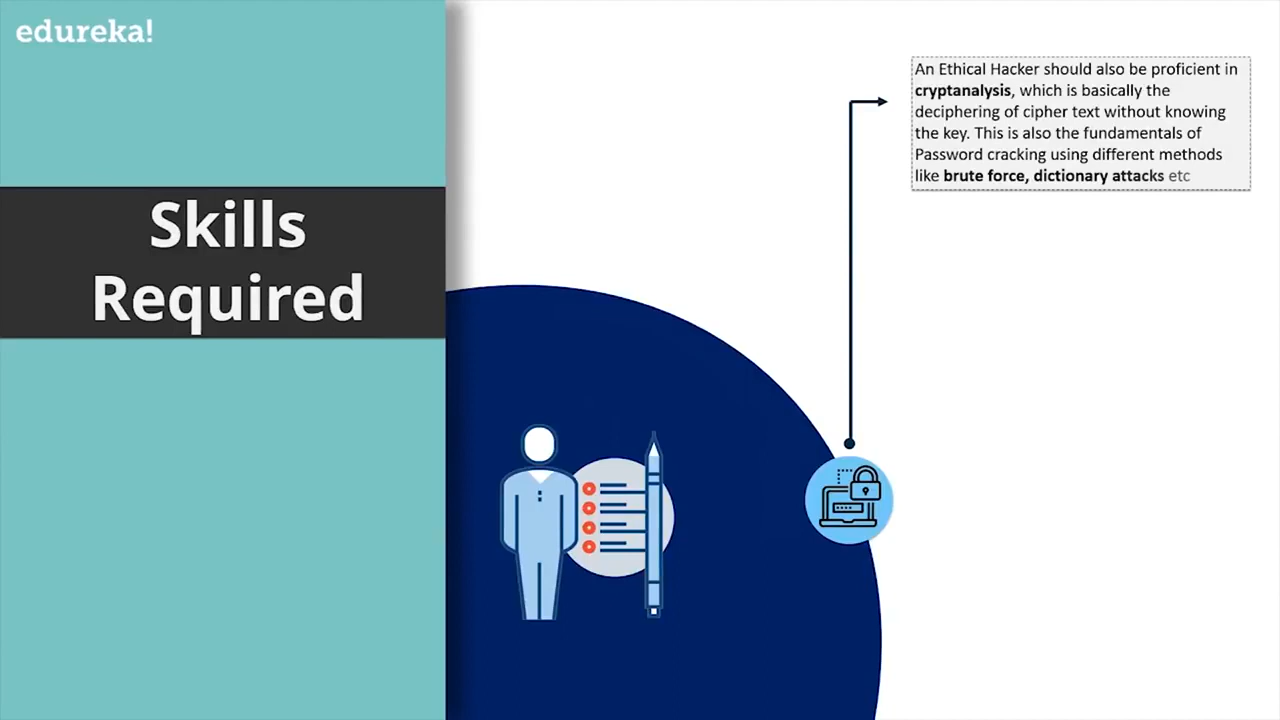 edureka!
Skills
Required
An Ethical Hacker should also be proficient in
cryptanalysis, which is basically the
deciphering of cipher text without knowing
the key. This is also the fundamentals of
Password cracking using different methods
like brute force, dictionary attacks etc